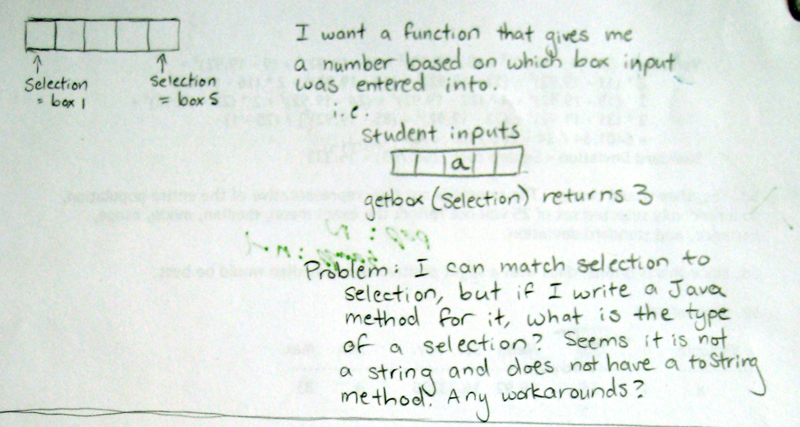 I want a function that gives me
a number based on which box input
was entered into.
Selection
= box 1
Selection
= box 5
i.e.
Student inputs
a
getbox (Selection) returns 3
Problem: I can match selection to
selection, but if I write a Java
method for it, what is the type
of a selection? Seems it is not
a string and does not have a toString
method? Any workarounds?